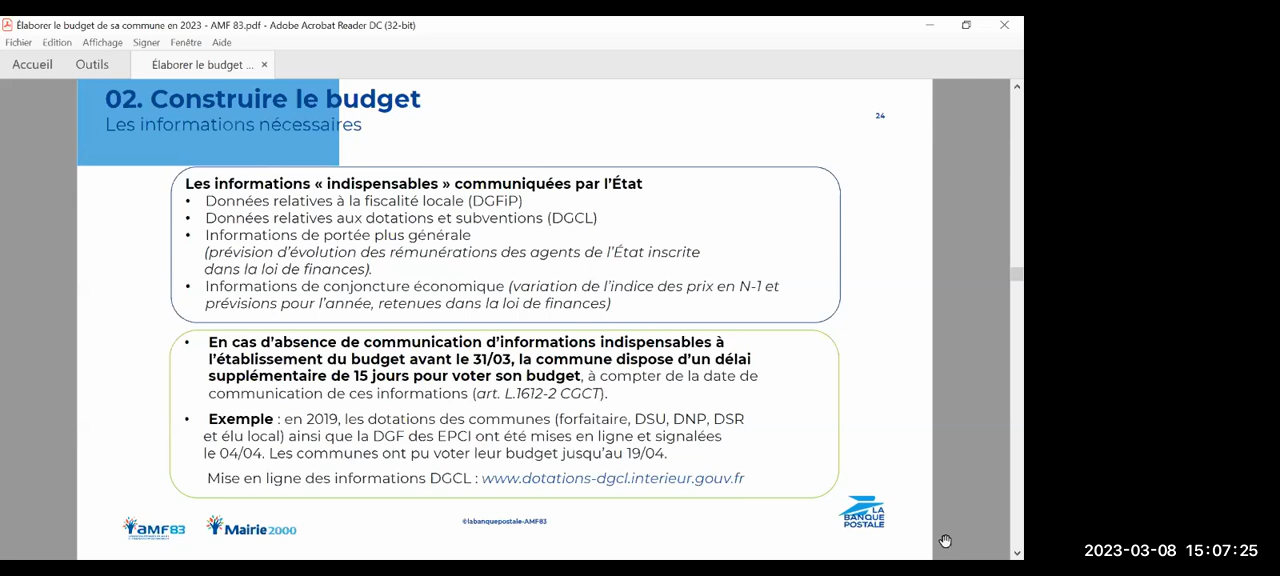 Élaborer le budget de sa commune en 2023 - AMF 83.pdf - Adobe Acrobat Reader DC (32-bit)
Fichier Edition Affichage Signer Fenêtre Aide
Accueil Outils Élaborer le budget ... ×
02. Construire le budget
Les informations nécessaires
24
Les informations « indispensables » communiquées par l'État
• Données relatives à la fiscalité locale (DGFiP)
• Données relatives aux dotations et subventions (DGCL)
• Informations de portée plus générale
(prévision d'évolution des rémunérations des agents de l'État inscrite
dans la loi de finances).
• Informations de conjoncture économique (variation de l'indice des prix en N-1 et
prévisions pour l'année, retenues dans la loi de finances)
• En cas d'absence de communication d'informations indispensables à
l'établissement du budget avant le 31/03, la commune dispose d'un délai
supplémentaire de 15 jours pour voter son budget, à compter de la date de
communication de ces informations (art. L.1612-2 CGCT).
• Exemple : en 2019, les dotations des communes (forfaitaire, DSU, DNP, DSR
et élu local) ainsi que la DGF des EPCI ont été mises en ligne et signalées
le 04/04. Les communes ont pu voter leur budget jusqu'au 19/04.
Mise en ligne des informations DGCL : www.dotations-dgcl.interieur.gouv.fr
AMF83
Mairie2000
©labanquepostale-AMF83
LA
BANQUE
POSTALE
2023-03-08 15:07:25